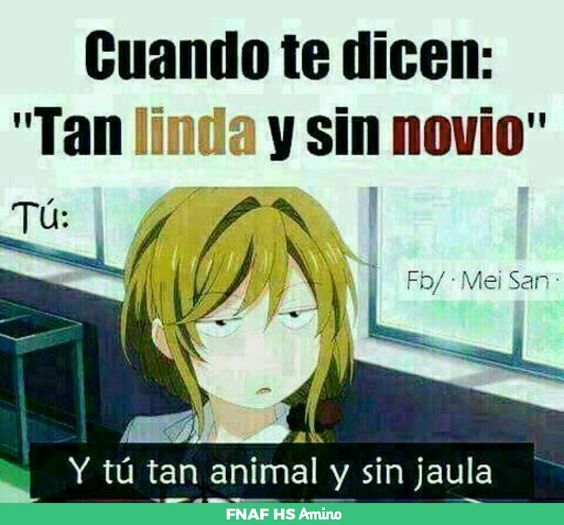 Cuando te dicen:
"Tan linda y sin novio"
Tú:
Fb/ · Mei San ·
Y tú tan animal y sin jaula
FNAF HS Amino